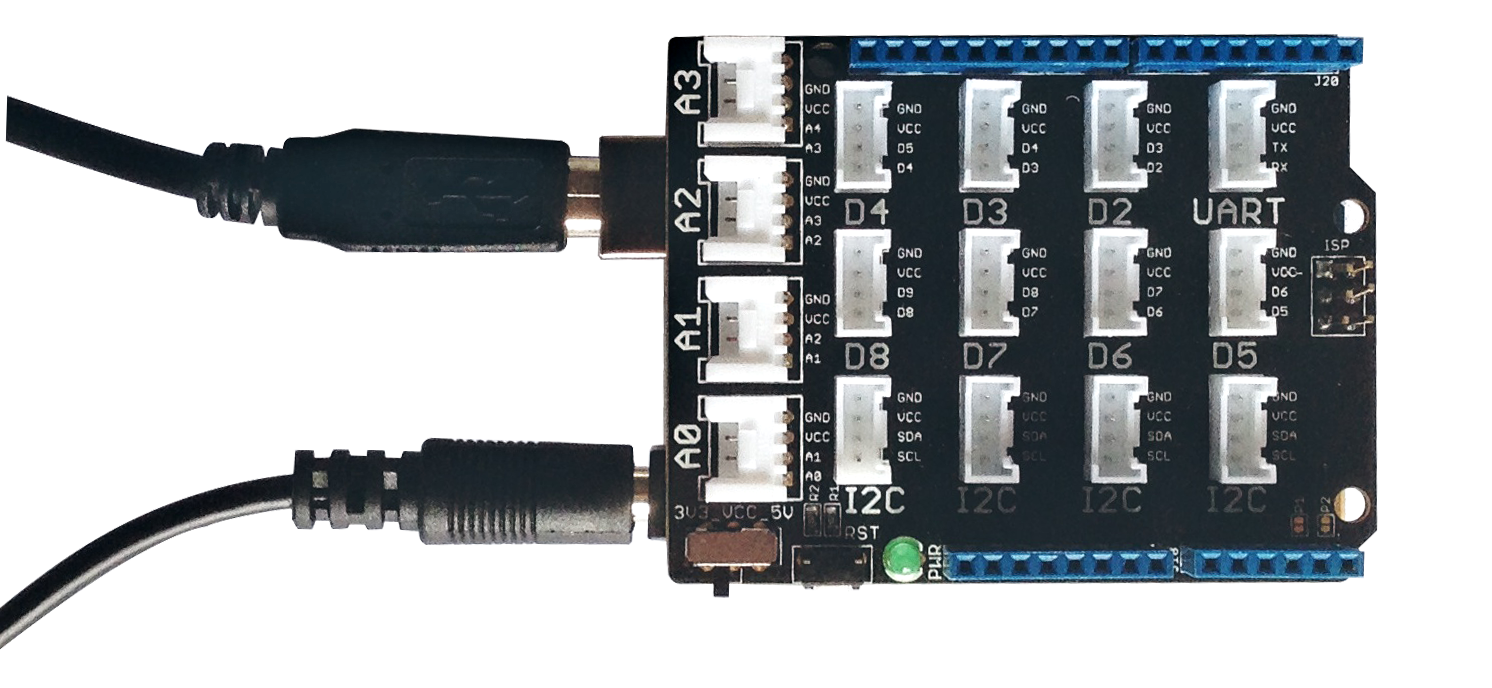 J20
A3
GND
VCC
A4
A3
GND
VCC
D5
D4
D4
GND
VCC
D4
D3
D3
GND
VCC
D3
D2
D2
GND
VCC
TX
RX
UART
A2
GND
VCC
A3
A2
GND
VCC
D9
D8
D8
GND
VCC
D8
D7
D7
GND
VCC
D7
D6
D6
GND
VCC
D6
D5
D5
ISP
A1
GND
VCC
A2
A1
A0
GND
VCC
A1
A0
GND
VCC
SDA
SCL
I2C
GND
VCC
SDA
SCL
I2C
GND
VCC
SDA
SCL
I2C
GND
VCC
SDA
SCL
I2C
3V3 VCC 5V
R2
R1
RST
PWR
P1
P2